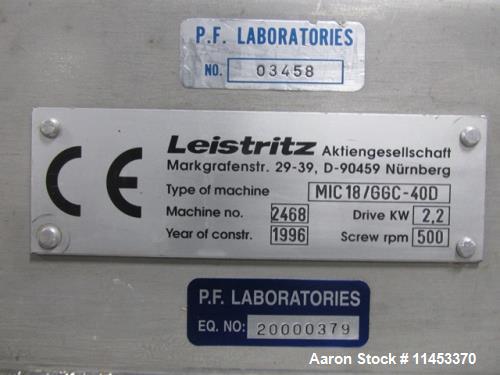 P.F. LABORATORIES
NO. 03458
CE
Leistritz Aktiengesellschaft
Markgrafenstr. 29-39, D-90459 Nürnberg
Type of machine MIC18/GGC-40D
Machine no. 2468 Drive KW 2,2
Year of constr. 1996 Screw rpm 500
P.F. LABORATORIES
EQ. NO: 20000379
Aaron Stock # 11453370